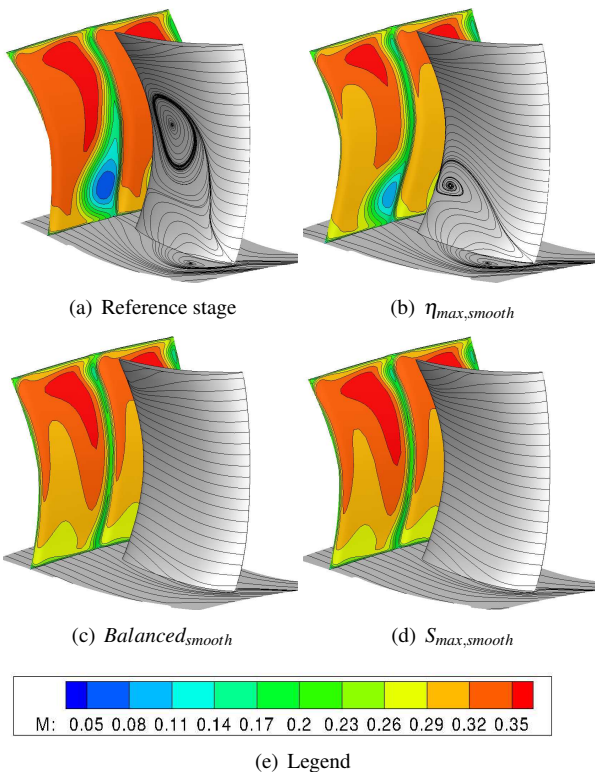 (a) Reference stage
(b) ηmax,smooth
(c) Balancedsmooth
(d) Smax,smooth
M: 0.05 0.08 0.11 0.14 0.17 0.2 0.23 0.26 0.29 0.32 0.35
(e) Legend